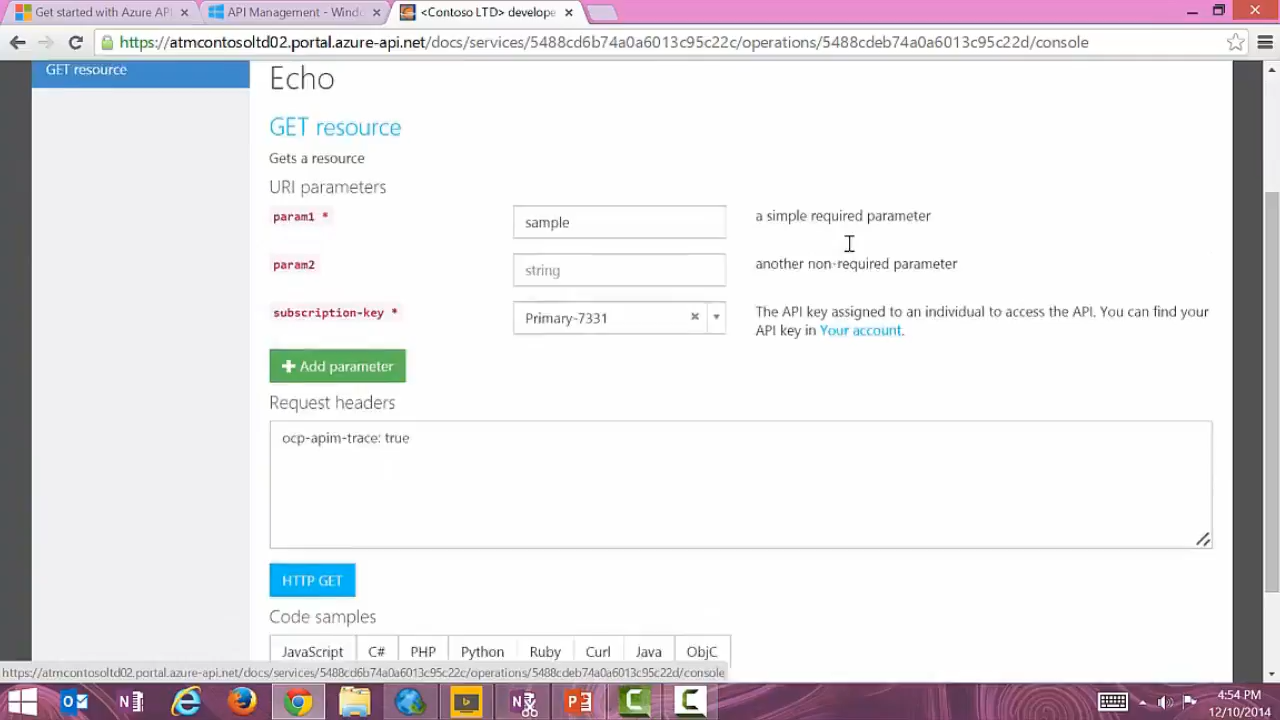 Get started with Azure API
API Management - Windo
<Contoso LTD> develope
https://atmcontosoltd02.portal.azure-api.net/docs/services/5488cd6b74a0a6013c95c22c/operations/5488cdeb74a0a6013c95c22d/console
GET resource
Echo
GET resource
Gets a resource
URI parameters
param1 *
sample
a simple required parameter
param2
string
another non-required parameter
subscription-key *
Primary-7331
The API key assigned to an individual to access the API. You can find your
API key in Your account.
Add parameter
Request headers
ocp-apim-trace: true
HTTP GET
Code samples
JavaScript C# PHP Python Ruby Curl Java ObjC
https://atmcontosoltd02.portal.azure-api.net/docs/services/5488cd6b74a0a6013c95c22c/operations/5488cdeb74a0a6013c95c22d/console
4:54 PM
12/10/2014